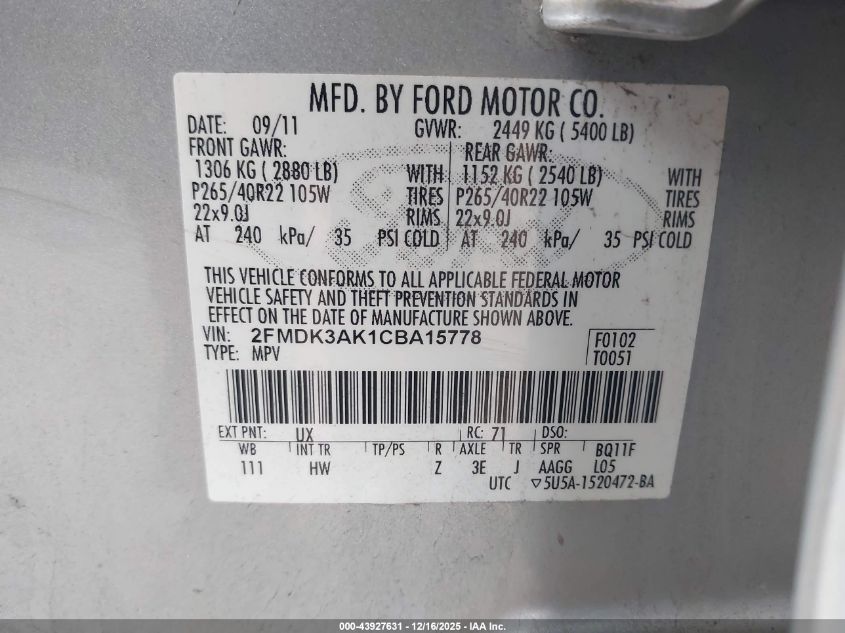 MFD. BY FORD MOTOR CO.
DATE: 09/11 GVWR: 2449 KG ( 5400 LB)
FRONT GAWR: REAR GAWR:
1306 KG ( 2880 LB) WITH 1152 KG ( 2540 LB) WITH
P265/40R22 105W TIRES P265/40R22 105W TIRES
22x9.0J RIMS 22x9.0J RIMS
AT 240 kPa/ 35 PSI COLD AT 240 kPa/ 35 PSI COLD
THIS VEHICLE CONFORMS TO ALL APPLICABLE FEDERAL MOTOR
VEHICLE SAFETY AND THEFT PREVENTION STANDARDS IN
EFFECT ON THE DATE OF MANUFACTURE SHOWN ABOVE.
VIN: 2FMDK3AK1CBA15778 F0102
TYPE: MPV T0051
EXT PNT: UX RC: 71 DSO:
WB INT TR TP/PS R AXLE TR SPR BQ11F
111 HW Z 3E J AAGG L05
UTC ▽5U5A-1520472-BA
000-43927631 - 12/16/2025 - IAA Inc.